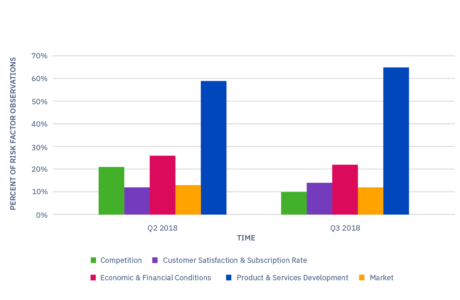 PERCENT OF RISK FACTOR OBSERVATIONS
70%
60%
50%
40%
30%
20%
10%
0%
Q2 2018
Q3 2018
TIME
Competition
Customer Satisfaction & Subscription Rate
Economic & Financial Conditions
Product & Services Development
Market